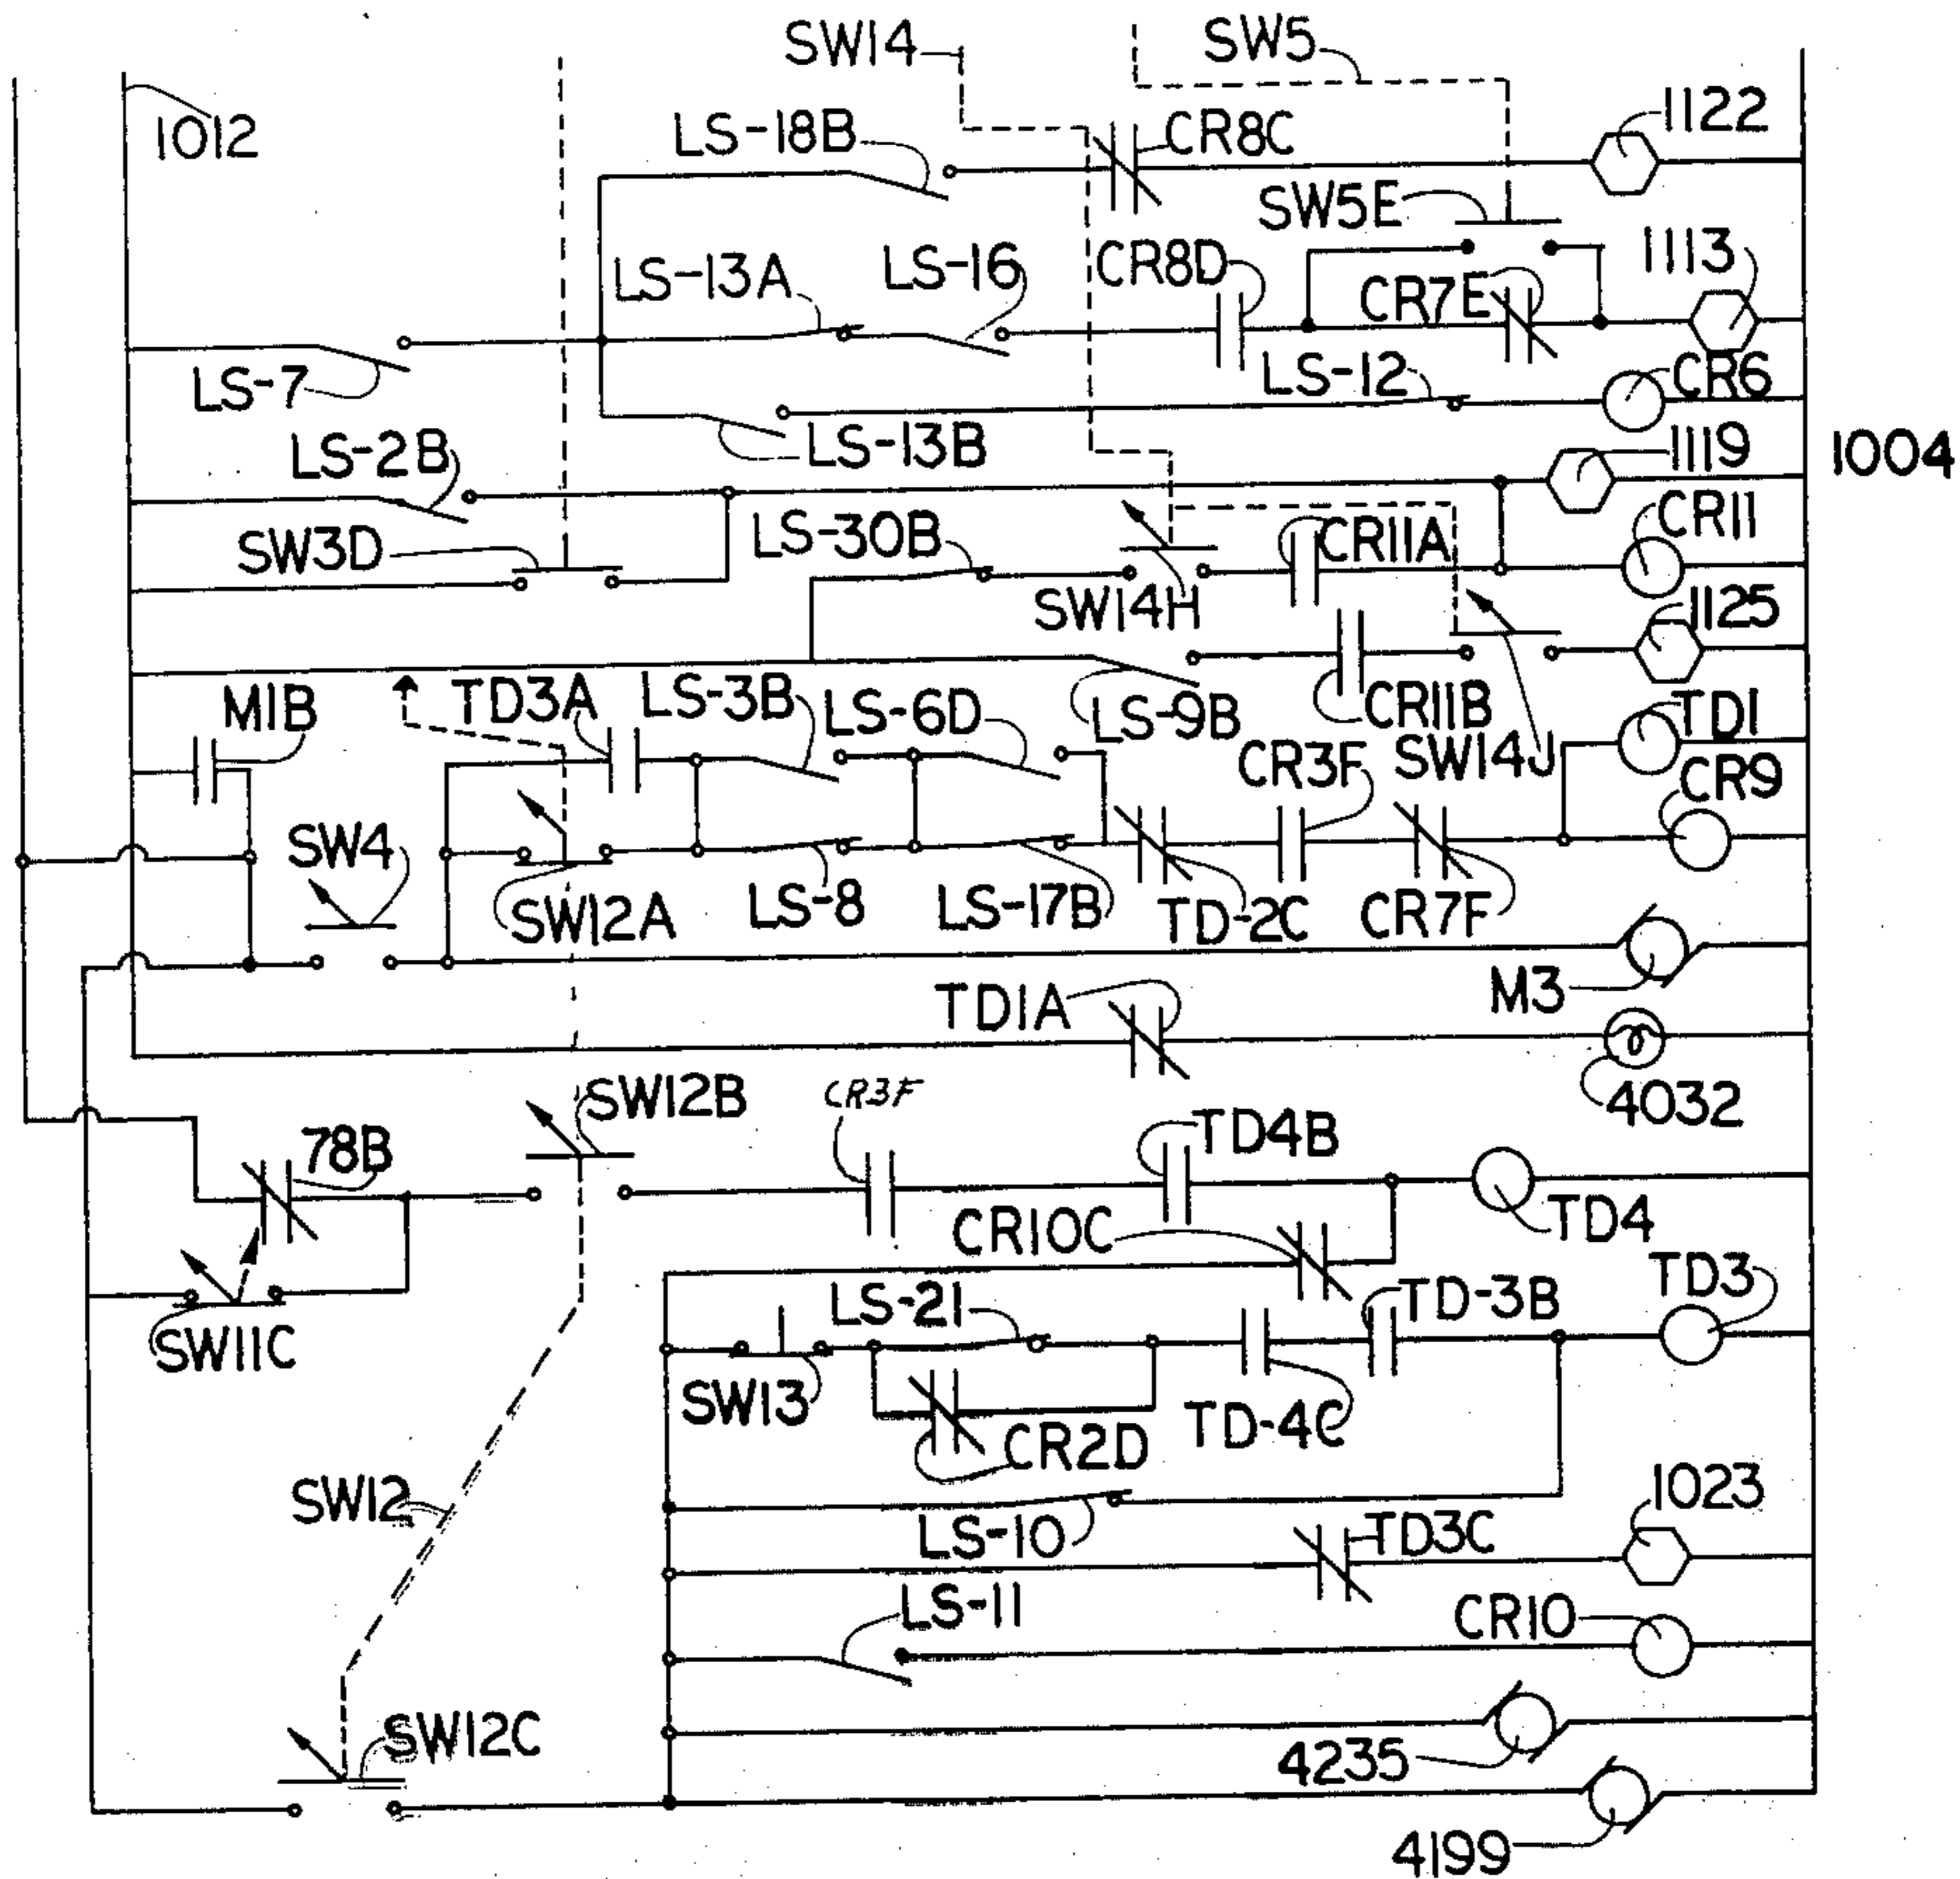 SW14
SW5
1012
LS-18B
CR8C
1122
SW5E
LS-13A
LS-16
CR8D
CR7E
1113
LS-7
LS-12
CR6
LS-13B
LS-2B
1119
1004
SW3D
LS-30B
CR11A
CR11
SW14H
1125
M1B
TD3A
LS-3B
LS-6D
LS-9B
CR11B
TD1
CR3F
SW14J
CR9
SW4
SW12A
LS-8
LS-17B
TD-2C
CR7F
M3
TD1A
4032
SW12B
CR3F
TD4B
78B
TD4
CR10C
TD3
SW11C
LS-21
TD-3B
SW13
CR2D
TD-4C
SW12
1023
LS-10
TD3C
LS-11
CR10
SW12C
4235
4199